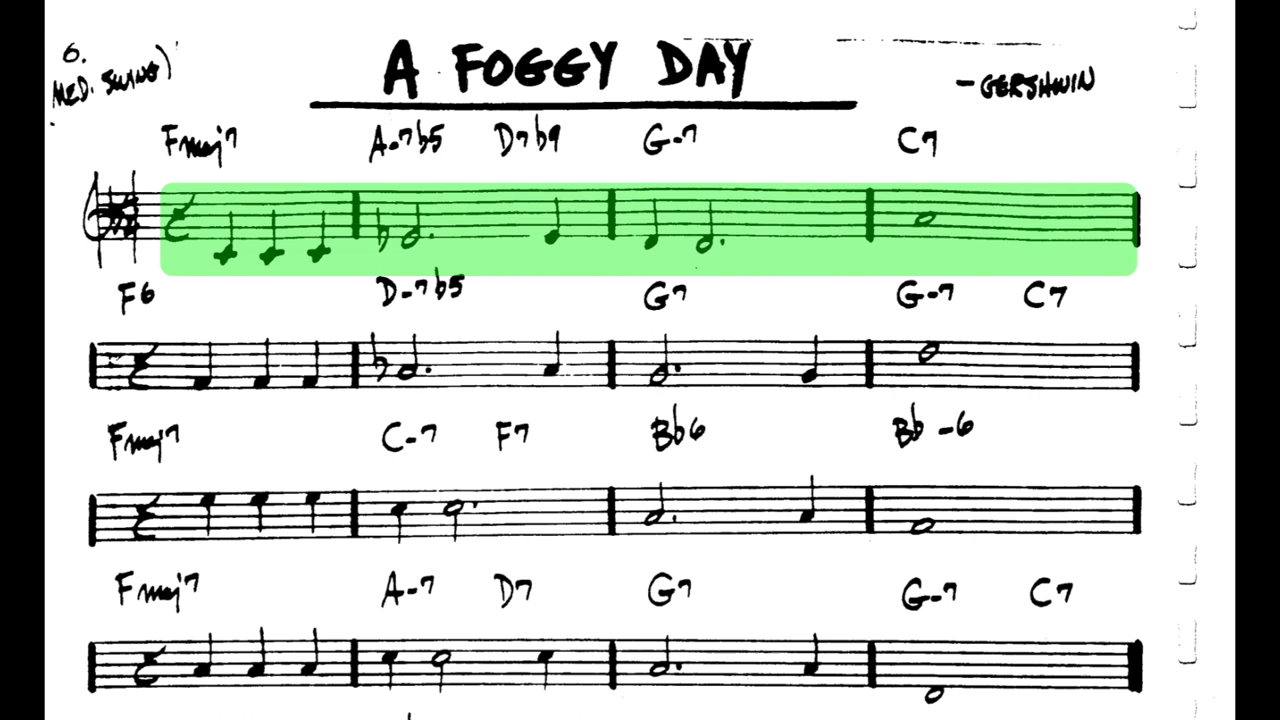 6.
(MED. SWING)
A FOGGY DAY
- GERSHWIN
Fmaj7 A-7b5 D7b9 G-7 C7
F6 D-7b5 G7 G-7 C7
Fmaj7 C-7 F7 Bb6 Bb-6
Fmaj7 A-7 D7 G7 G-7 C7